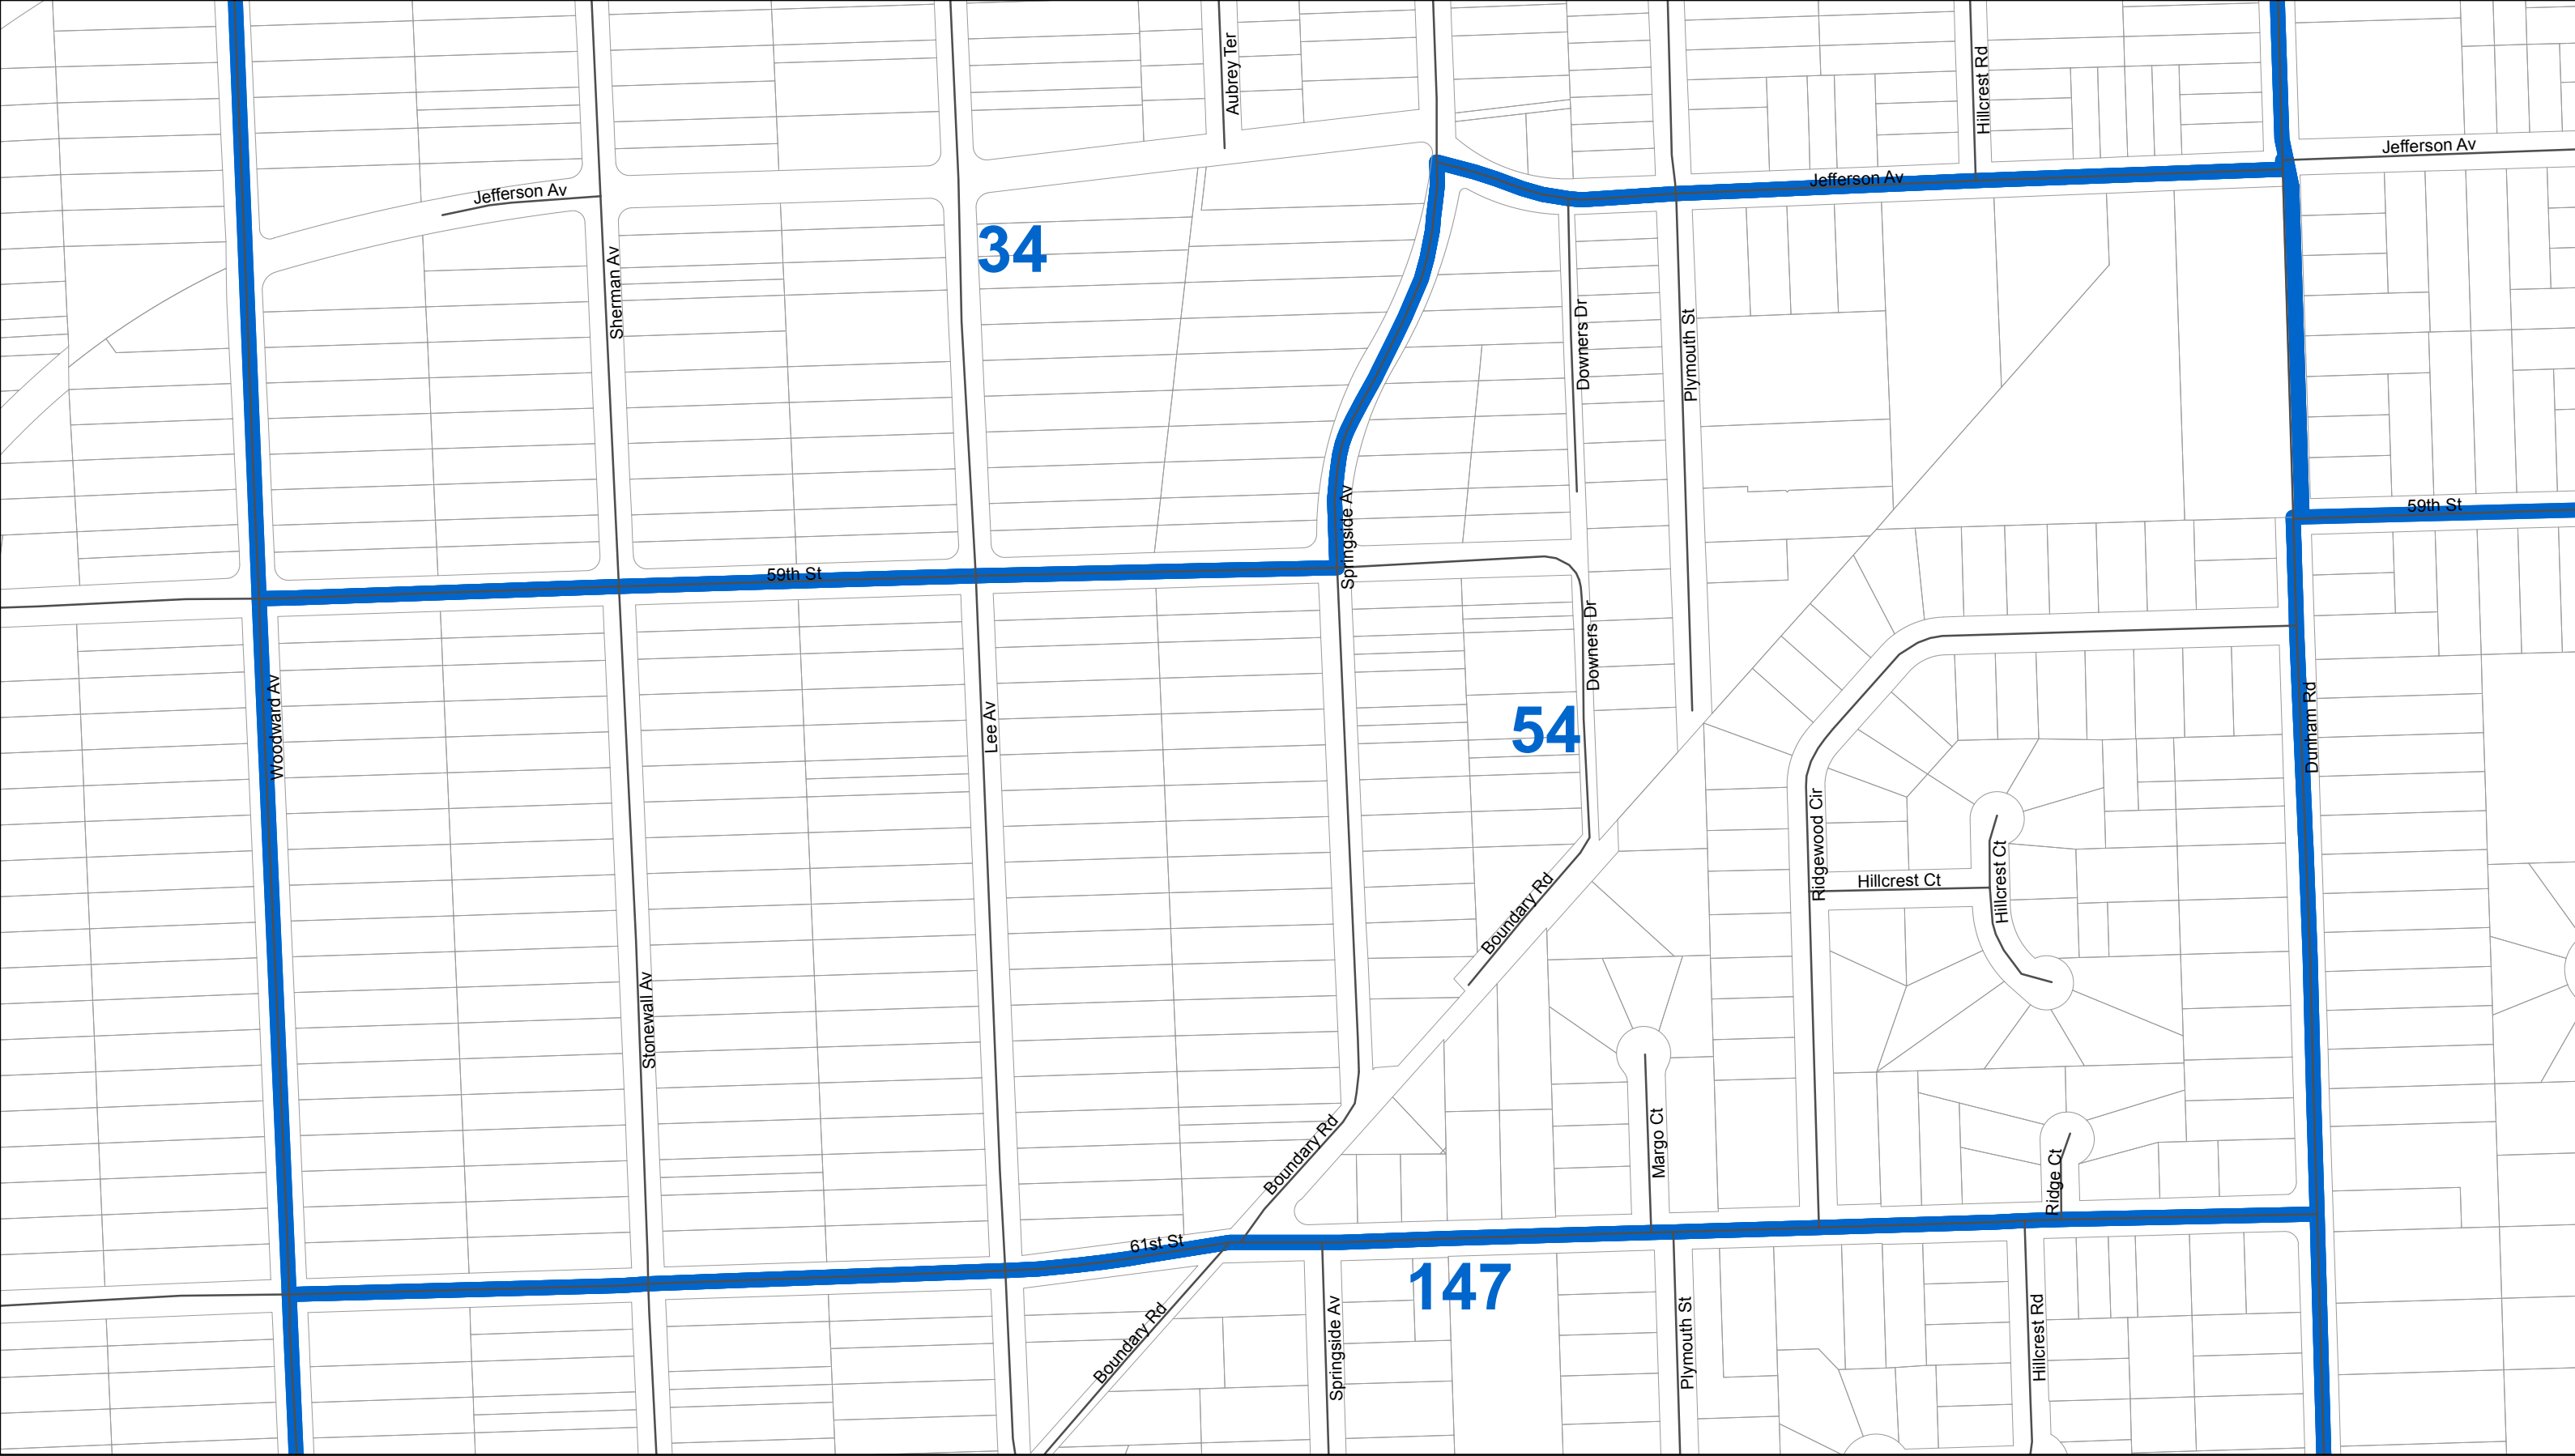 Aubrey Ter
Hillcrest Rd
Jefferson Av
Jefferson Av
Jefferson Av
34
Sherman Av
Downers Dr
Plymouth St
Springside Av
59th St
59th St
Woodward Av
Lee Av
54
Downers Dr
Dunham Rd
Ridgewood Cir
Hillcrest Ct
Hillcrest Ct
Boundary Rd
Stonewall Av
Margo Ct
Boundary Rd
Ridge Ct
61st St
147
Boundary Rd
Springside Av
Plymouth St
Hillcrest Rd